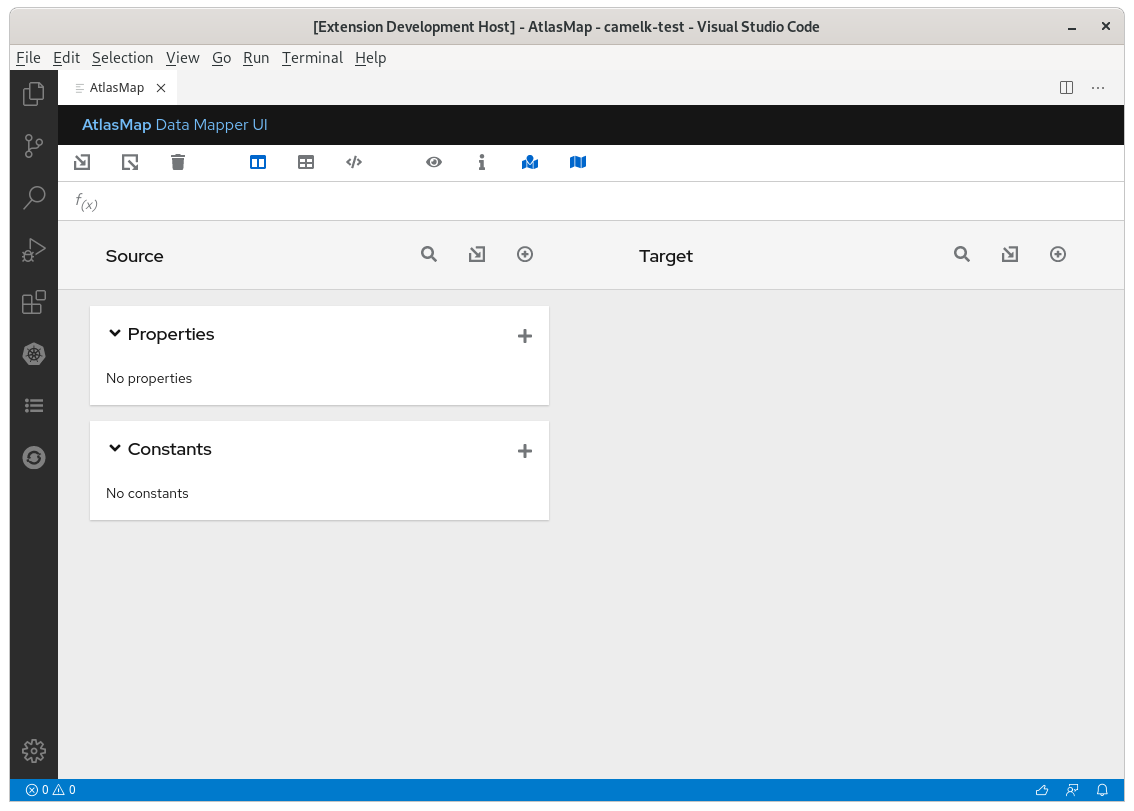 [Extension Development Host] - AtlasMap - camelk-test - Visual Studio Code
File Edit Selection View Go Run Terminal Help
AtlasMap
AtlasMap Data Mapper UI
f(x)
Source Target
Properties
No properties
Constants
No constants
0 0